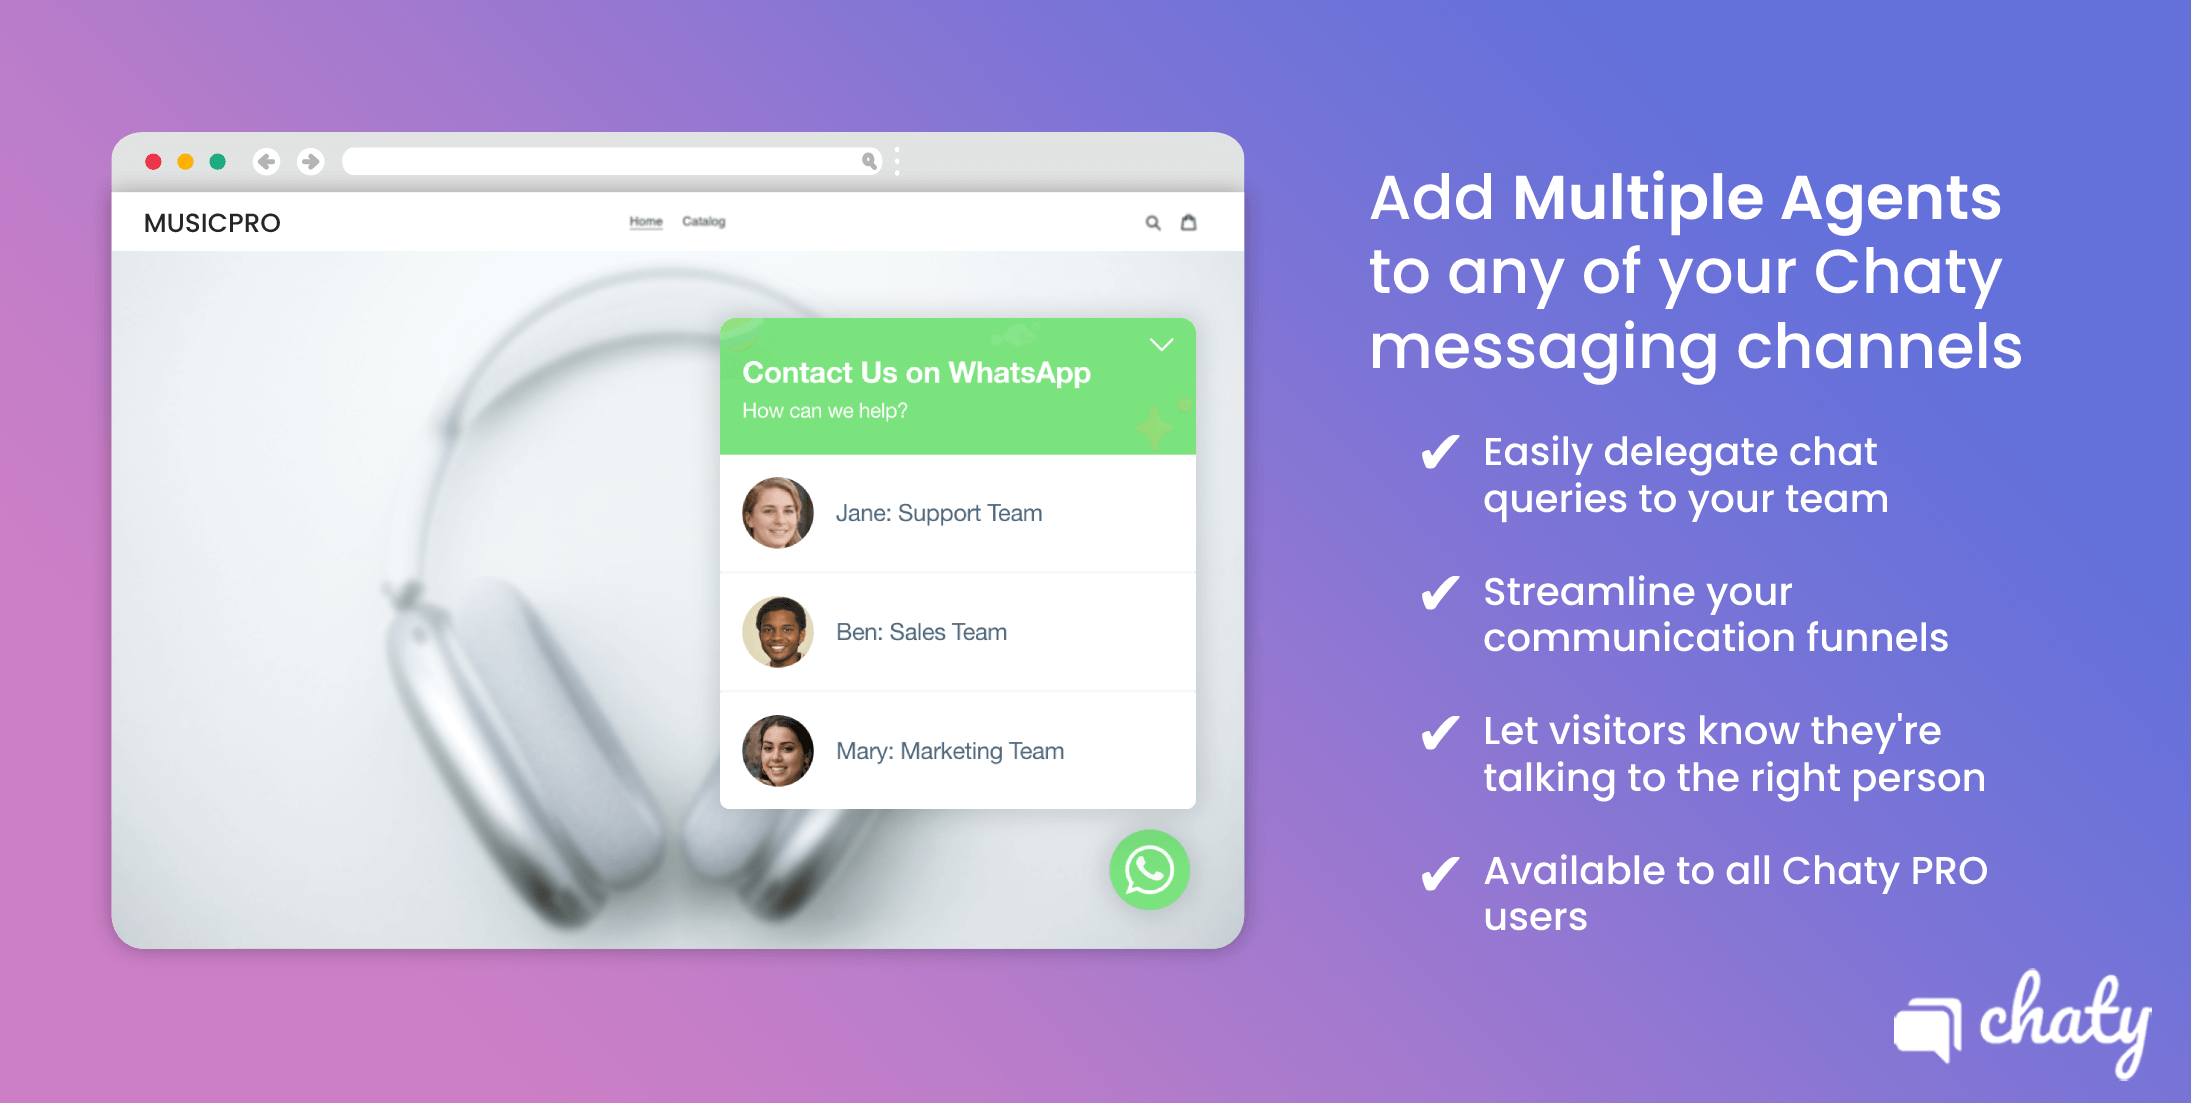 MUSICPRO
Home Catalog
Contact Us on WhatsApp
How can we help?
Jane: Support Team
Ben: Sales Team
Mary: Marketing Team
Add Multiple Agents
to any of your Chaty
messaging channels
✔ Easily delegate chat
queries to your team
✔ Streamline your
communication funnels
✔ Let visitors know they're
talking to the right person
✔ Available to all Chaty PRO
users
chaty